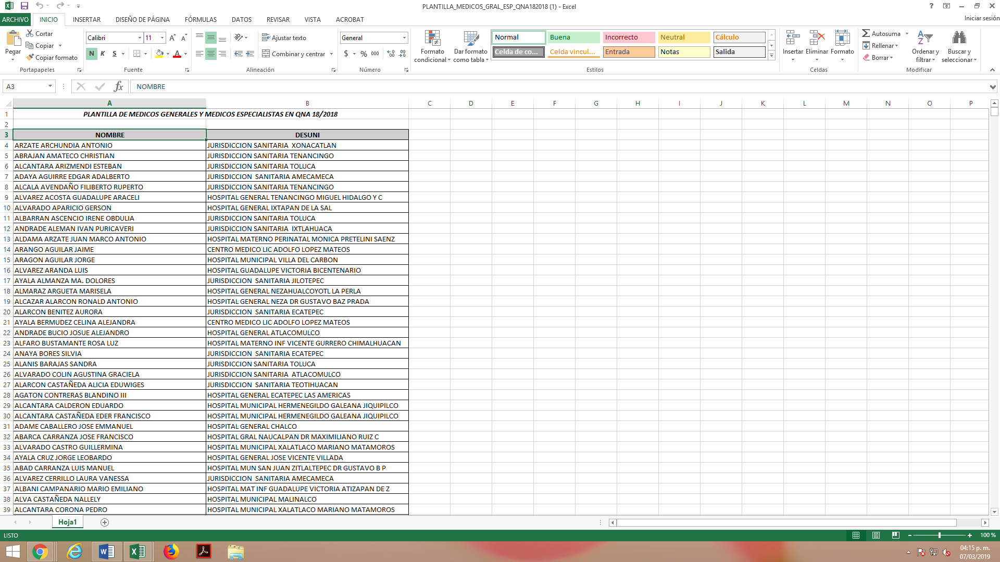 PLANTILLA_MEDICOS_GRAL_ESP_QNA182018 (1) - Excel
ARCHIVO INICIO INSERTAR DISEÑO DE PÁGINA FÓRMULAS DATOS REVISAR VISTA ACROBAT Iniciar sesión
Pegar Cortar Copiar Copiar formato Portapapeles
Calibri 11 N K S Fuente
Ajustar texto Combinar y centrar Alineación
General $ % 000 Número
Formato condicional Dar formato como tabla
Normal Buena Incorrecto Neutral Cálculo
Celda de co... Celda vincul... Entrada Notas Salida
Estilos
Insertar Eliminar Formato Celdas
Autosuma Rellenar Borrar Ordenar y filtrar Buscar y seleccionar Modificar
A3 fx NOMBRE
A B C D E F G H I J K L M N O P
1 PLANTILLA DE MEDICOS GENERALES Y MEDICOS ESPECIALISTAS EN QNA 18/2018
2
3 NOMBRE DESUNI
4 ARZATE ARCHUNDIA ANTONIO JURISDICCION SANITARIA  XONACATLAN
5 ABRAJAN AMATECO CHRISTIAN JURISDICCION SANITARIA TENANCINGO
6 ALCANTARA ARIZMENDI ESTEBAN JURISDICCION SANITARIA TOLUCA
7 ADAYA AGUIRRE EDGAR ADALBERTO JURISDICCION  SANITARIA AMECAMECA
8 ALCALA AVENDAÑO FILIBERTO RUPERTO JURISDICCION SANITARIA TENANCINGO
9 ALVAREZ ACOSTA GUADALUPE ARACELI HOSPITAL GENERAL TENANCINGO MIGUEL HIDALGO Y C
10 ALVARADO APARICIO GERSON HOSPITAL GENERAL IXTAPAN DE LA SAL
11 ALBARRAN ASCENCIO IRENE OBDULIA JURISDICCION SANITARIA TOLUCA
12 ANDRADE ALEMAN IVAN PURICAVERI JURISDICCION SANITARIA  IXTLAHUACA
13 ALDAMA ARZATE JUAN MARCO ANTONIO HOSPITAL MATERNO PERINATAL MONICA PRETELINI SAENZ
14 ARANGO AGUILAR JAIME CENTRO MEDICO LIC ADOLFO LOPEZ MATEOS
15 ARAGON AGUILAR JORGE HOSPITAL MUNICIPAL VILLA DEL CARBON
16 ALVAREZ ARANDA LUIS HOSPITAL GUADALUPE VICTORIA BICENTENARIO
17 AYALA ALMANZA MA. DOLORES JURISDICCION  SANITARIA JILOTEPEC
18 ALMARAZ ARGUETA MARISELA HOSPITAL GENERAL NEZAHUALCOYOTL LA PERLA
19 ALCAZAR ALARCON RONALD ANTONIO HOSPITAL GENERAL NEZA DR GUSTAVO BAZ PRADA
20 ALARCON BENITEZ AURORA JURISDICCION  SANITARIA ECATEPEC
21 AYALA BERMUDEZ CELINA ALEJANDRA CENTRO MEDICO LIC ADOLFO LOPEZ MATEOS
22 ANDRADE BUCIO JOSUE ALEJANDRO HOSPITAL GENERAL ATLACOMULCO
23 ALFARO BUSTAMANTE ROSA LUZ HOSPITAL MATERNO INF VICENTE GURRERO CHIMALHUACAN
24 ANAYA BORES SILVIA JURISDICCION  SANITARIA ECATEPEC
25 ALANIS BARAJAS SANDRA JURISDICCION SANITARIA TOLUCA
26 ALVARADO COLIN AGUSTINA GRACIELA JURISDICCION SANITARIA  ATLACOMULCO
27 ALARCON CASTAÑEDA ALICIA EDUWIGES JURISDICCION  SANITARIA TEOTIHUACAN
28 AGATON CONTRERAS BLANDINO III HOSPITAL GENERAL ECATEPEC LAS AMERICAS
29 ALCANTARA CALDERON EDUARDO HOSPITAL MUNICIPAL HERMENEGILDO GALEANA JIQUIPILCO
30 ALCANTARA CASTAÑEDA EDER FRANCISCO HOSPITAL MUNICIPAL HERMENEGILDO GALEANA JIQUIPILCO
31 ADAME CABALLERO JOSE EMMANUEL HOSPITAL GENERAL CHALCO
32 ABARCA CARRANZA JOSE FRANCISCO HOSPITAL GRAL NAUCALPAN DR MAXIMILIANO RUIZ C
33 ALVARADO CASTRO GUILLERMINA HOSPITAL MUNICIPAL XALATLACO MARIANO MATAMOROS
34 AYALA CRUZ JORGE LEOBARDO HOSPITAL GENERAL JOSE VICENTE VILLADA
35 ABAD CARRANZA LUIS MANUEL HOSPITAL MUN SAN JUAN ZITLALTEPEC DR GUSTAVO B P
36 ALVAREZ CERRILLO LAURA VANESSA JURISDICCION  SANITARIA AMECAMECA
37 ALBANI CAMPANARIO MARIO EMILIANO HOSPITAL MAT INF GUADALUPE VICTORIA ATIZAPAN DE Z
38 ALVA CASTAÑEDA NALLELY HOSPITAL MUNICIPAL MALINALCO
39 ALCANTARA CORONA PEDRO HOSPITAL MUNICIPAL XALATLACO MARIANO MATAMOROS
Hoja1
LISTO 100 %
04:15 p. m.
07/03/2019